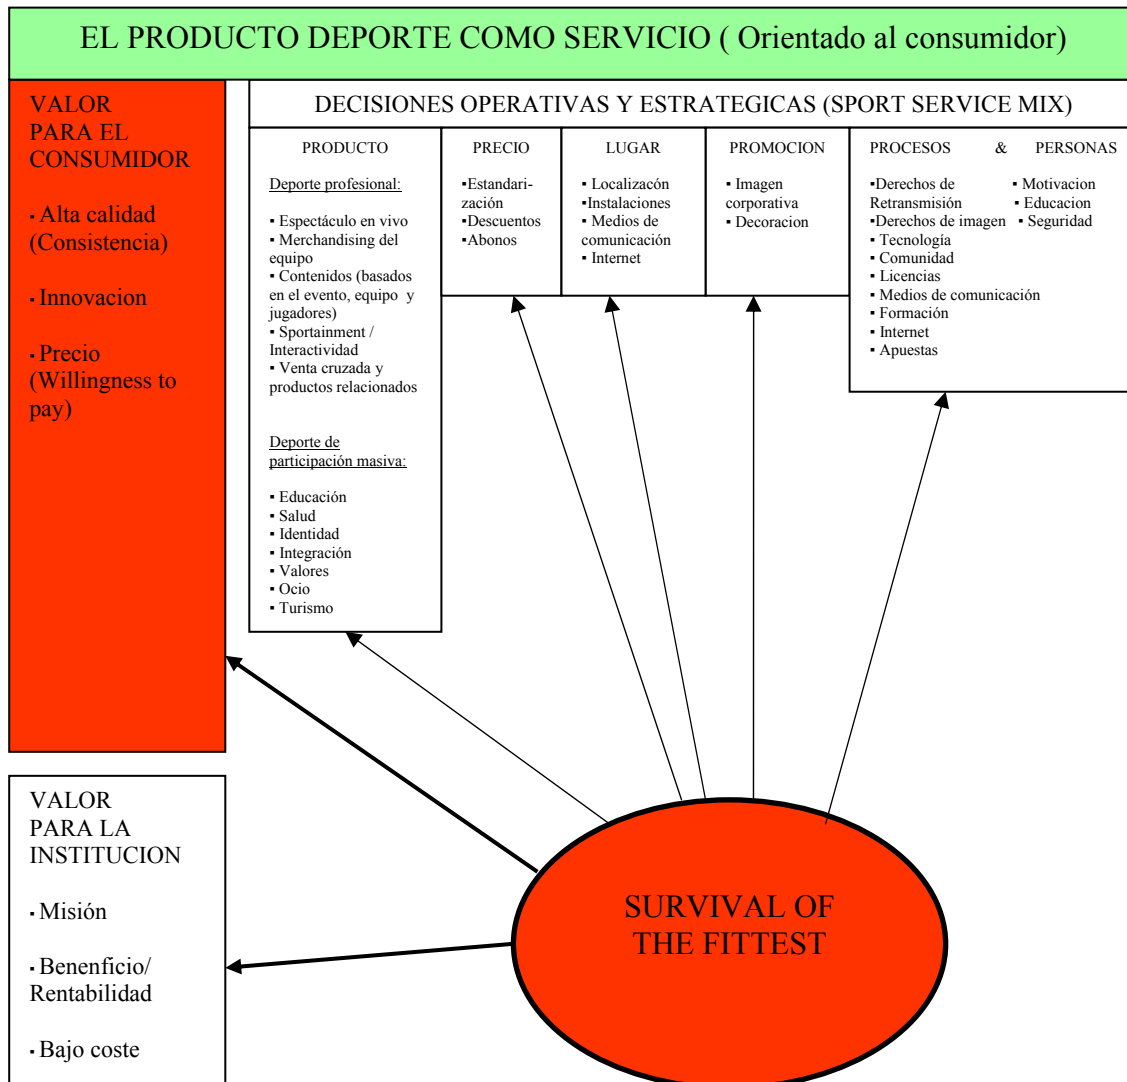 EL PRODUCTO DEPORTE COMO SERVICIO ( Orientado al consumidor)
VALOR
PARA EL
CONSUMIDOR
▪ Alta calidad
(Consistencia)
▪ Innovacion
▪ Precio
(Willingness to
pay)
DECISIONES OPERATIVAS Y ESTRATEGICAS (SPORT SERVICE MIX)
PRODUCTO
Deporte profesional:
▪ Espectáculo en vivo
▪ Merchandising del
equipo
▪ Contenidos (basados
en el evento, equipo y
jugadores)
▪ Sportainment /
Interactividad
▪ Venta cruzada y
productos relacionados
Deporte de
participación masiva:
▪ Educación
▪ Salud
▪ Identidad
▪ Integración
▪ Valores
▪ Ocio
▪ Turismo
PRECIO
▪Estandari-
zación
▪Descuentos
▪Abonos
LUGAR
▪ Localizacón
▪Instalaciones
▪ Medios de
comunicación
▪ Internet
PROMOCION
▪ Imagen
corporativa
▪ Decoracion
PROCESOS & PERSONAS
▪Derechos de ▪ Motivacion
Retransmisión ▪ Educacion
▪Derechos de imagen ▪ Seguridad
▪ Tecnología
▪ Comunidad
▪ Licencias
▪ Medios de comunicación
▪ Formación
▪ Internet
▪ Apuestas
VALOR
PARA LA
INSTITUCION
▪ Misión
▪ Benenficio/
Rentabilidad
▪ Bajo coste
SURVIVAL OF
THE FITTEST